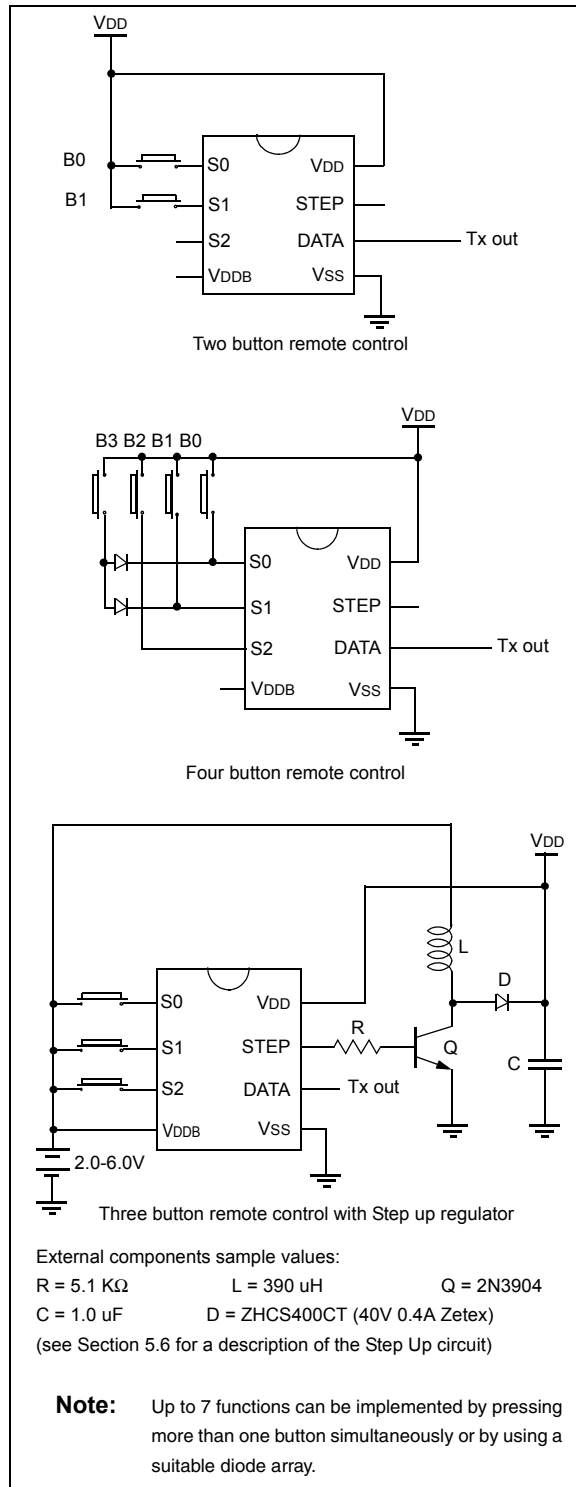 VDD
B0
S0
VDD
B1
S1
STEP
S2
DATA
Tx out
VDDB
VSS
Two button remote control
VDD
B3 B2 B1 B0
S0
VDD
S1
STEP
S2
DATA
Tx out
VDDB
VSS
Four button remote control
VDD
L
D
S0
VDD
R
S1
STEP
Q
C
S2
DATA
Tx out
VDDB
VSS
2.0-6.0V
Three button remote control with Step up regulator
External components sample values:
R = 5.1 KΩ L = 390 uH Q = 2N3904
C = 1.0 uF D = ZHCS400CT (40V 0.4A Zetex)
(see Section 5.6 for a description of the Step Up circuit)
Note: Up to 7 functions can be implemented by pressing
more than one button simultaneously or by using a
suitable diode array.